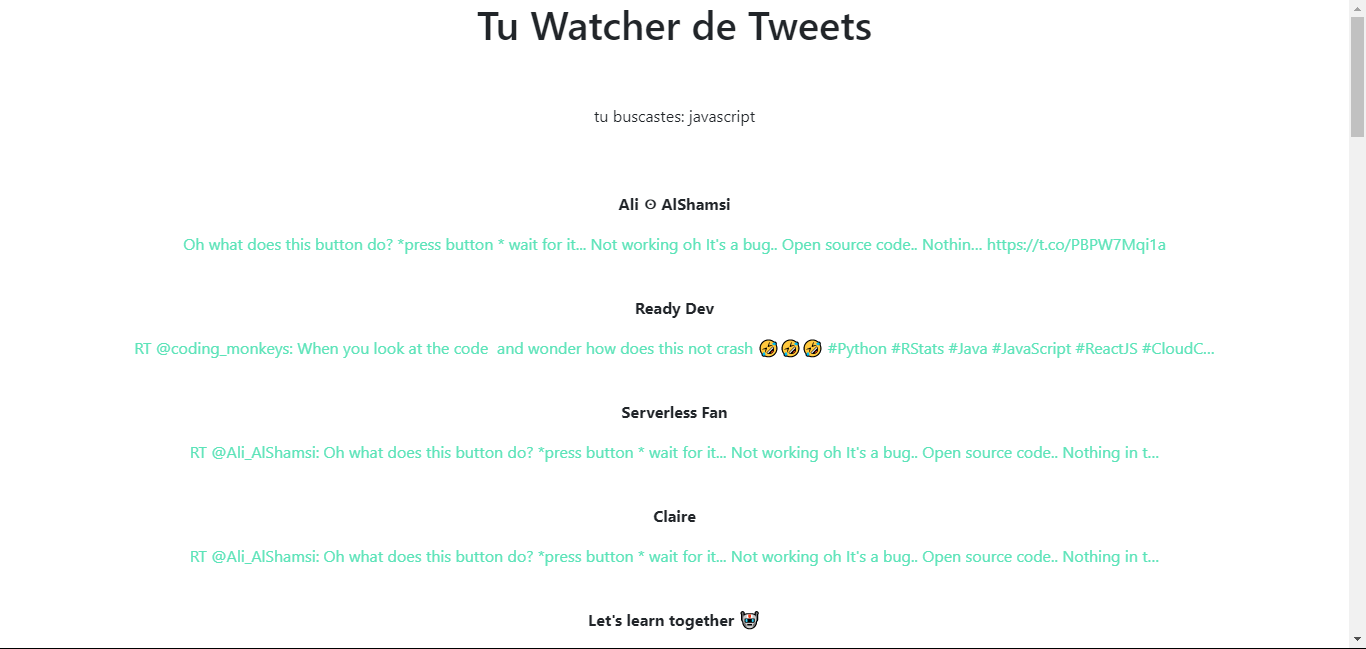 Tu Watcher de Tweets
tu buscastes: javascript
Ali ʘ AlShamsi
Oh what does this button do? *press button * wait for it... Not working oh It's a bug.. Open source code.. Nothin… https://t.co/PBPW7Mqi1a
Ready Dev
RT @coding_monkeys: When you look at the code  and wonder how does this not crash 🤣🤣🤣 #Python #RStats #Java #JavaScript #ReactJS #CloudC…
Serverless Fan
RT @Ali_AlShamsi: Oh what does this button do? *press button * wait for it... Not working oh It's a bug.. Open source code.. Nothing in t…
Claire
RT @Ali_AlShamsi: Oh what does this button do? *press button * wait for it... Not working oh It's a bug.. Open source code.. Nothing in t…
Let's learn together 🤖